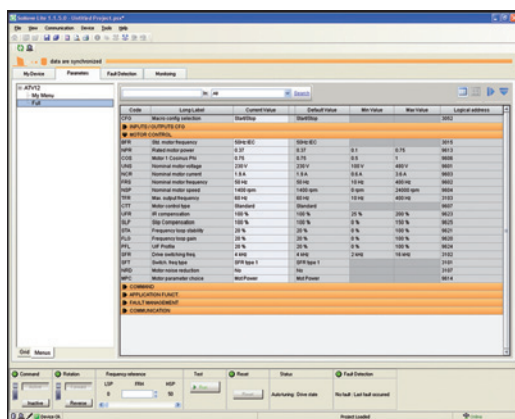 SoMove Lite 1.1.5.0 - Untitled Project.psx*
File View Communication Device Tools Help
data are synchronized
My Device Parameters Fault Detection Monitoring
ATV12
My Menu
Full
In: All Search
Code Long Label Current Value Default Value Min Value Max Value Logical address
CFG Macro config selection Start/Stop Start/Stop 3052
INPUTS / OUTPUTS CFG
MOTOR CONTROL
BFR Std. motor frequency 50Hz IEC 50Hz IEC 3015
NPR Rated motor power 0.37 0.37 0.1 0.75 9613
COS Motor 1 Cosinus Phi 0.75 0.75 0.5 1 9606
UNS Nominal motor voltage 230 V 230 V 100 V 480 V 9601
NCR Nominal motor current 1.8 A 1.8 A 0.6 A 3.6 A 9603
FRS Nominal motor frequency 50 Hz 50 Hz 10 Hz 400 Hz 9602
NSP Nominal motor speed 1400 rpm 1400 rpm 0 rpm 24000 rpm 9604
TFR Max. output frequency 60 Hz 60 Hz 10 Hz 400 Hz 3103
CTT Motor control type Standard Standard 9607
UFR IR compensation 100 % 100 % 25 % 200 % 9623
SLP Slip Compensation 100 % 100 % 0 % 150 % 9625
STA Frequency loop stability 20 % 20 % 0 % 100 % 9621
FLG Frequency loop gain 20 % 20 % 0 % 100 % 9620
PFL U/F Profile 20 % 20 % 0 % 100 % 9624
SFR Drive switching freq. 4 kHz 4 kHz 2 kHz 16 kHz 3102
SFT Switch. freq type SFR type 1 SFR type 1 3101
NRD Motor noise reduction No No 3107
MPC Motor parameter choice Mot Power Mot Power 9614
COMMAND
APPLICATION FUNCT.
FAULT MANAGEMENT
COMMUNICATION
Grid Menus
Command Rotation Frequency reference Test Reset Status Fault Detection
LSP FRH HSP
0 50
Auto tuning: Drive state No fault : Last fault occurred
Inactive Reverse
Device Ok Project Loaded